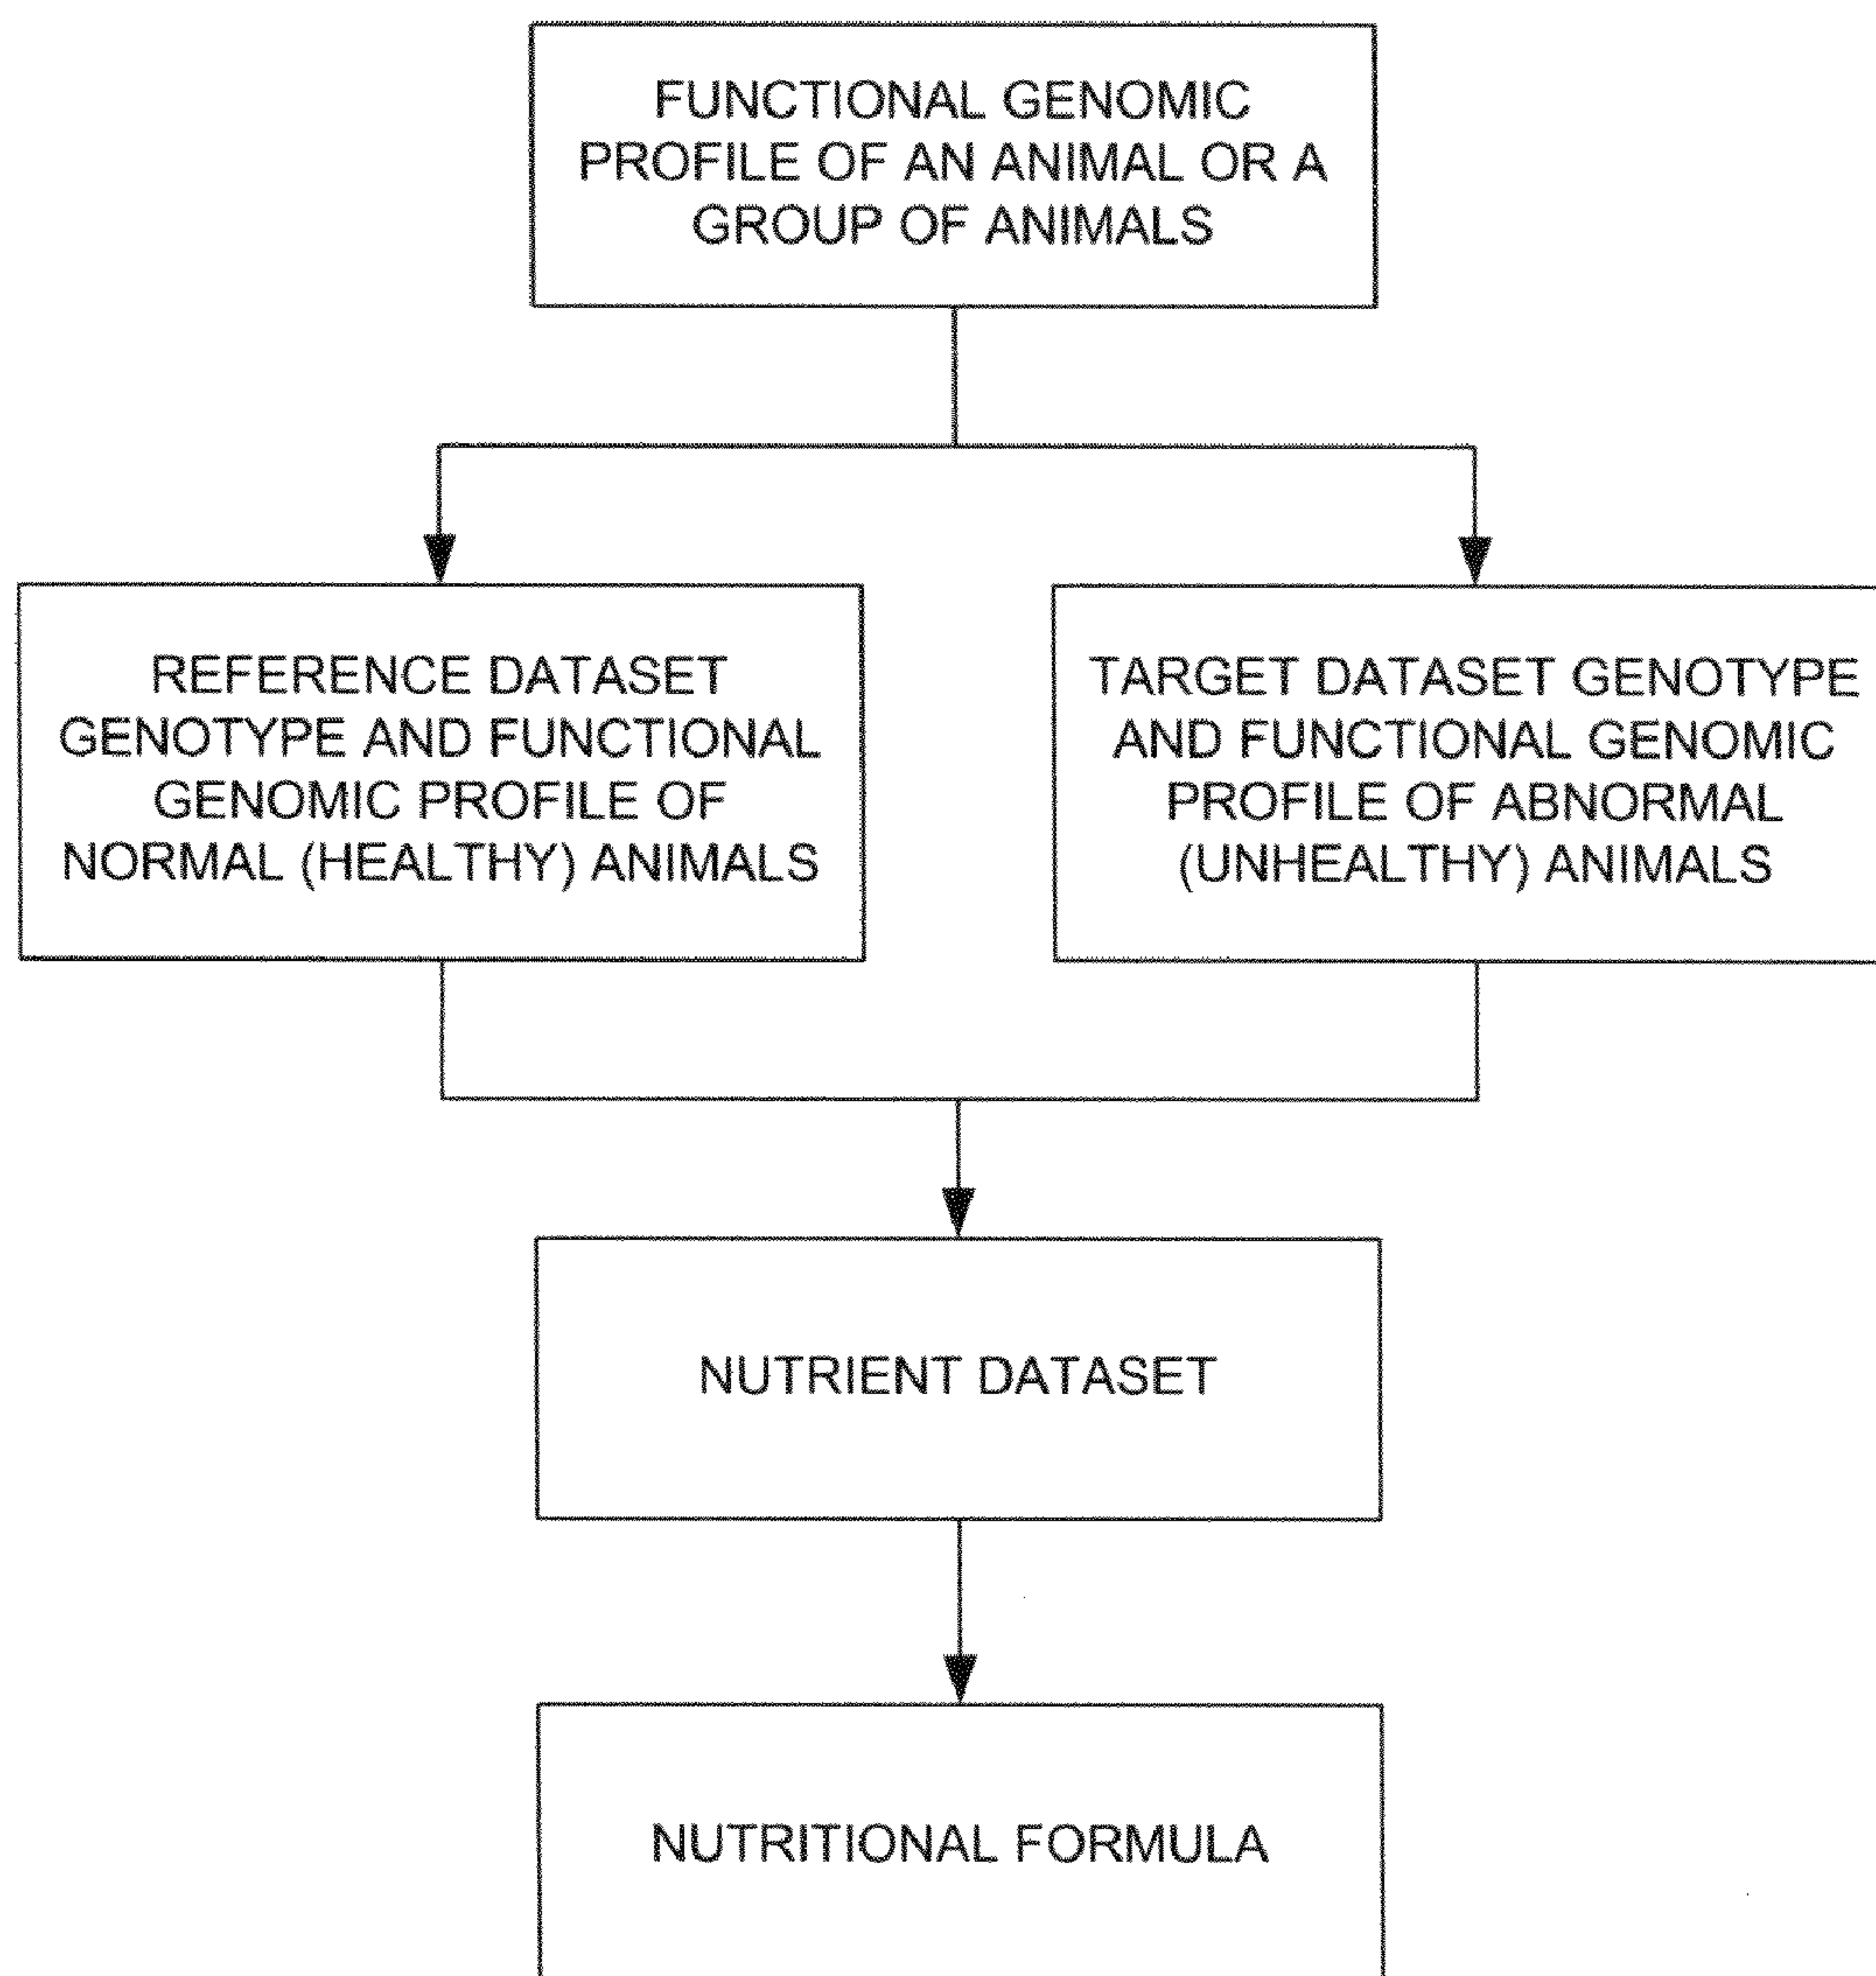 FUNCTIONAL GENOMIC
PROFILE OF AN ANIMAL OR A
GROUP OF ANIMALS
REFERENCE DATASET
GENOTYPE AND FUNCTIONAL
GENOMIC PROFILE OF
NORMAL (HEALTHY) ANIMALS
TARGET DATASET GENOTYPE
AND FUNCTIONAL GENOMIC
PROFILE OF ABNORMAL
(UNHEALTHY) ANIMALS
NUTRIENT DATASET
NUTRITIONAL FORMULA